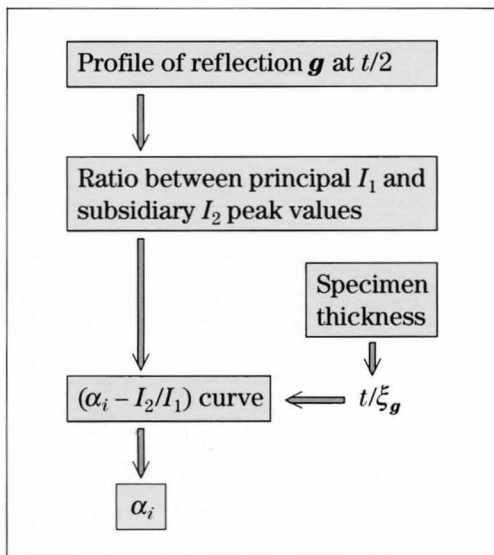 Profile of reflection g at t/2
Ratio between principal I₁ and
subsidiary I₂ peak values
Specimen
thickness
(αᵢ – I₂/I₁) curve
t/ξg
αᵢ